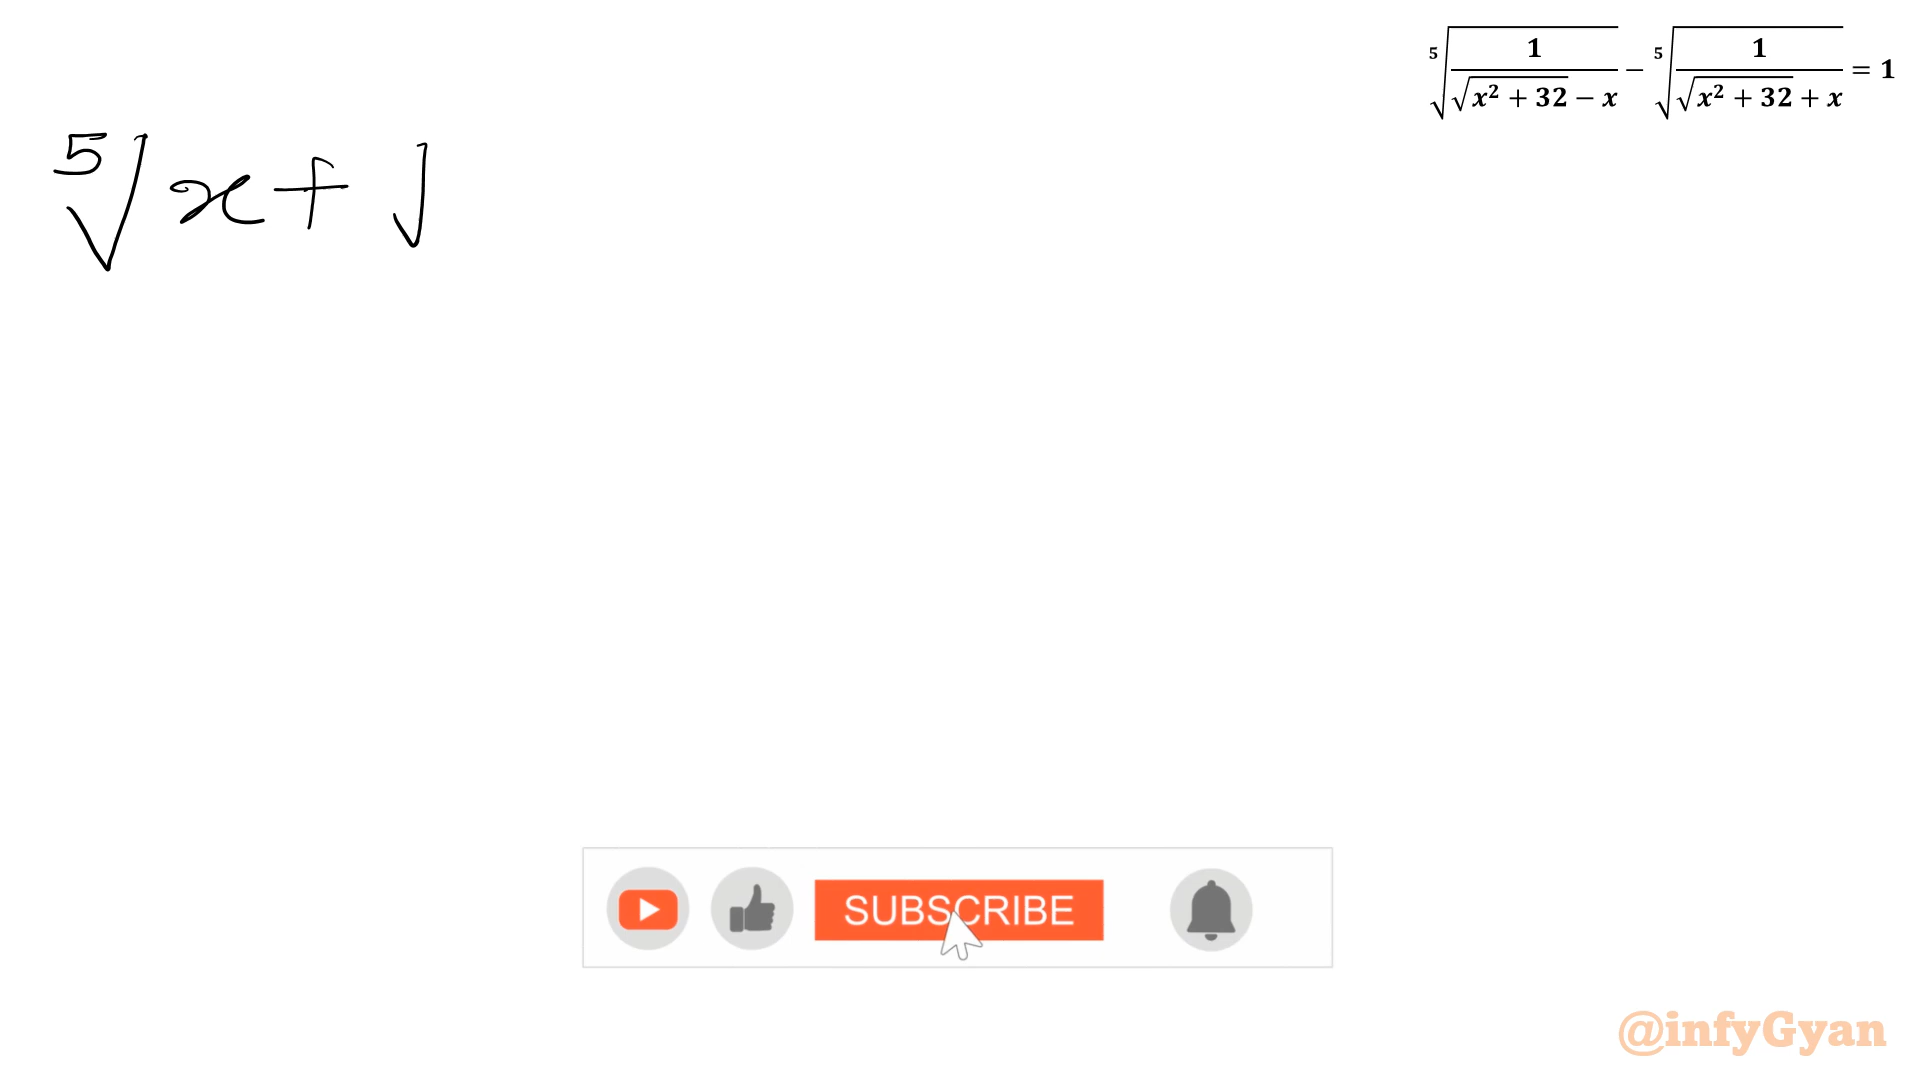 ⁵√(1/(√(x² + 32) − x)) − ⁵√(1/(√(x² + 32) + x)) = 1
⁵√ x + √
SUBSCRIBE
@infyGyan